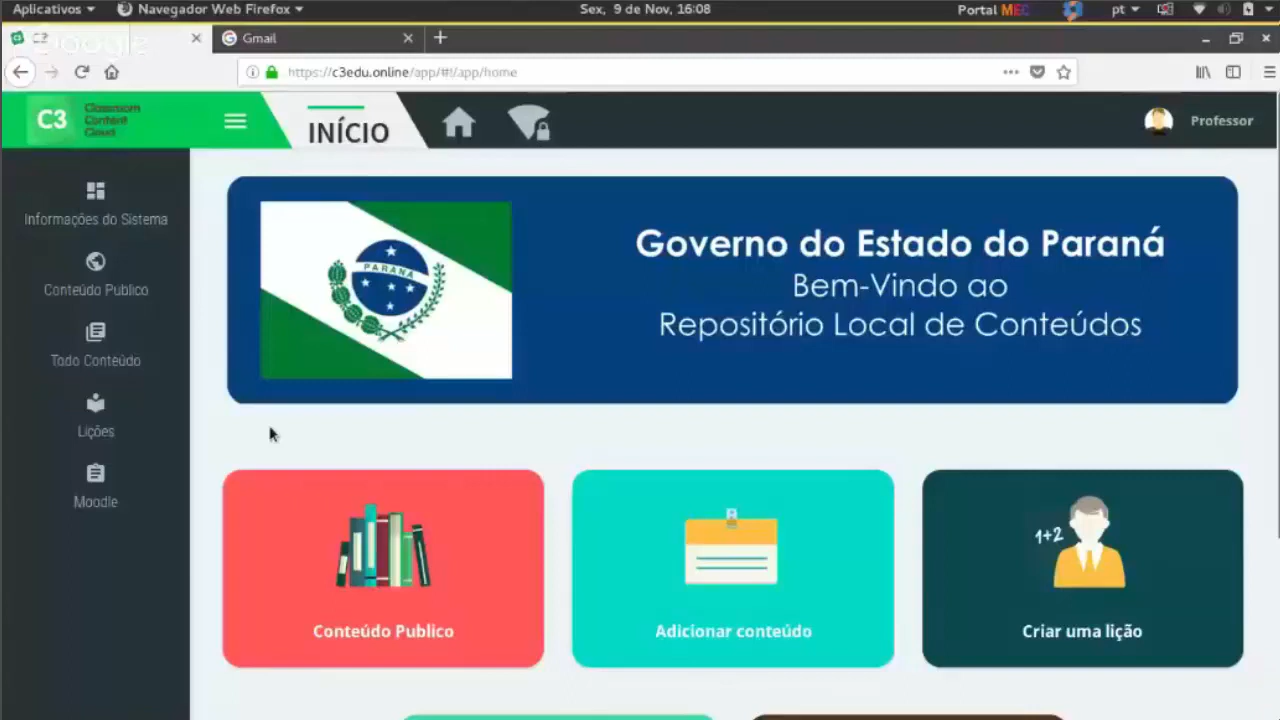 Aplicativos
Navegador Web Firefox
Sex, 9 de Nov, 16:08
Portal MEC
pt
C3
Google
Gmail
https://c3edu.online/app/#!/app/home
C3
Classroom
Content
Cloud
INÍCIO
Professor
Informações do Sistema
Conteúdo Publico
Todo Conteúdo
Lições
Moodle
PARANÁ
Governo do Estado do Paraná
Bem-Vindo ao
Repositório Local de Conteúdos
1+2
Conteúdo Publico
Adicionar conteúdo
Criar uma lição